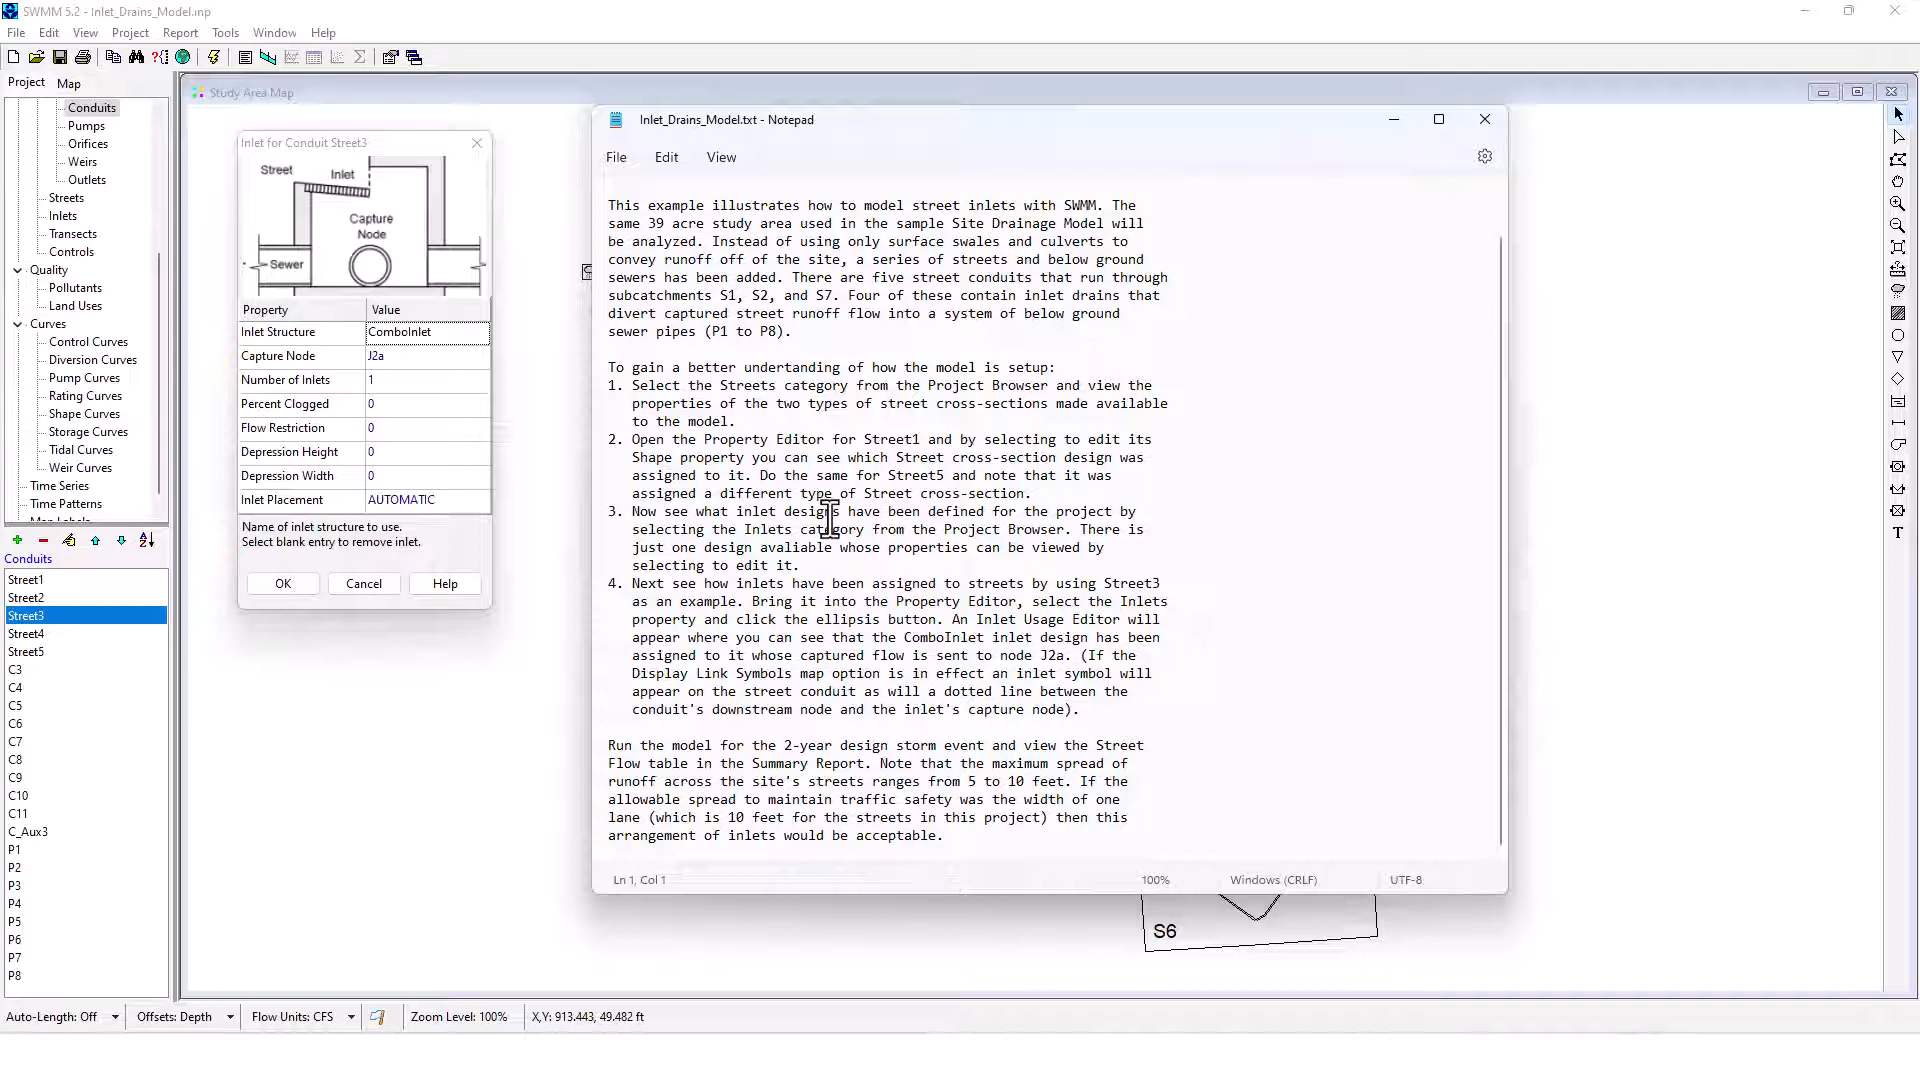 SWMM 5.2 - Inlet_Drains_Model.inp
File Edit View Project Report Tools Window Help
Project Map
Conduits
Pumps
Orifices
Weirs
Outlets
Streets
Inlets
Transects
Controls
Quality
Pollutants
Land Uses
Curves
Control Curves
Diversion Curves
Pump Curves
Rating Curves
Shape Curves
Storage Curves
Tidal Curves
Weir Curves
Time Series
Time Patterns
Conduits
Street1
Street2
Street3
Street4
Street5
C3
C4
C5
C6
C7
C8
C9
C10
C11
C_Aux3
P1
P2
P3
P4
P5
P6
P7
P8
Study Area Map
Inlet for Conduit Street3
Street
Inlet
Capture
Node
Sewer
Property Value
Inlet Structure ComboInlet
Capture Node J2a
Number of Inlets 1
Percent Clogged 0
Flow Restriction 0
Depression Height 0
Depression Width 0
Inlet Placement AUTOMATIC
Name of inlet structure to use.
Select blank entry to remove inlet.
OK Cancel Help
Inlet_Drains_Model.txt - Notepad
File Edit View
This example illustrates how to model street inlets with SWMM. The
same 39 acre study area used in the sample Site Drainage Model will
be analyzed. Instead of using only surface swales and culverts to
convey runoff off of the site, a series of streets and below ground
sewers has been added. There are five street conduits that run through
subcatchments S1, S2, and S7. Four of these contain inlet drains that
divert captured street runoff flow into a system of below ground
sewer pipes (P1 to P8).
To gain a better undertanding of how the model is setup:
1. Select the Streets category from the Project Browser and view the
properties of the two types of street cross-sections made available
to the model.
2. Open the Property Editor for Street1 and by selecting to edit its
Shape property you can see which Street cross-section design was
assigned to it. Do the same for Street5 and note that it was
assigned a different type of Street cross-section.
3. Now see what inlet designs have been defined for the project by
selecting the Inlets category from the Project Browser. There is
just one design avaliable whose properties can be viewed by
selecting to edit it.
4. Next see how inlets have been assigned to streets by using Street3
as an example. Bring it into the Property Editor, select the Inlets
property and click the ellipsis button. An Inlet Usage Editor will
appear where you can see that the ComboInlet inlet design has been
assigned to it whose captured flow is sent to node J2a. (If the
Display Link Symbols map option is in effect an inlet symbol will
appear on the street conduit as will a dotted line between the
conduit's downstream node and the inlet's capture node).
Run the model for the 2-year design storm event and view the Street
Flow table in the Summary Report. Note that the maximum spread of
runoff across the site's streets ranges from 5 to 10 feet. If the
allowable spread to maintain traffic safety was the width of one
lane (which is 10 feet for the streets in this project) then this
arrangement of inlets would be acceptable.
Ln 1, Col 1 100% Windows (CRLF) UTF-8
S6
T
Auto-Length: Off Offsets: Depth Flow Units: CFS Zoom Level: 100% X,Y: 913.443, 49.482 ft